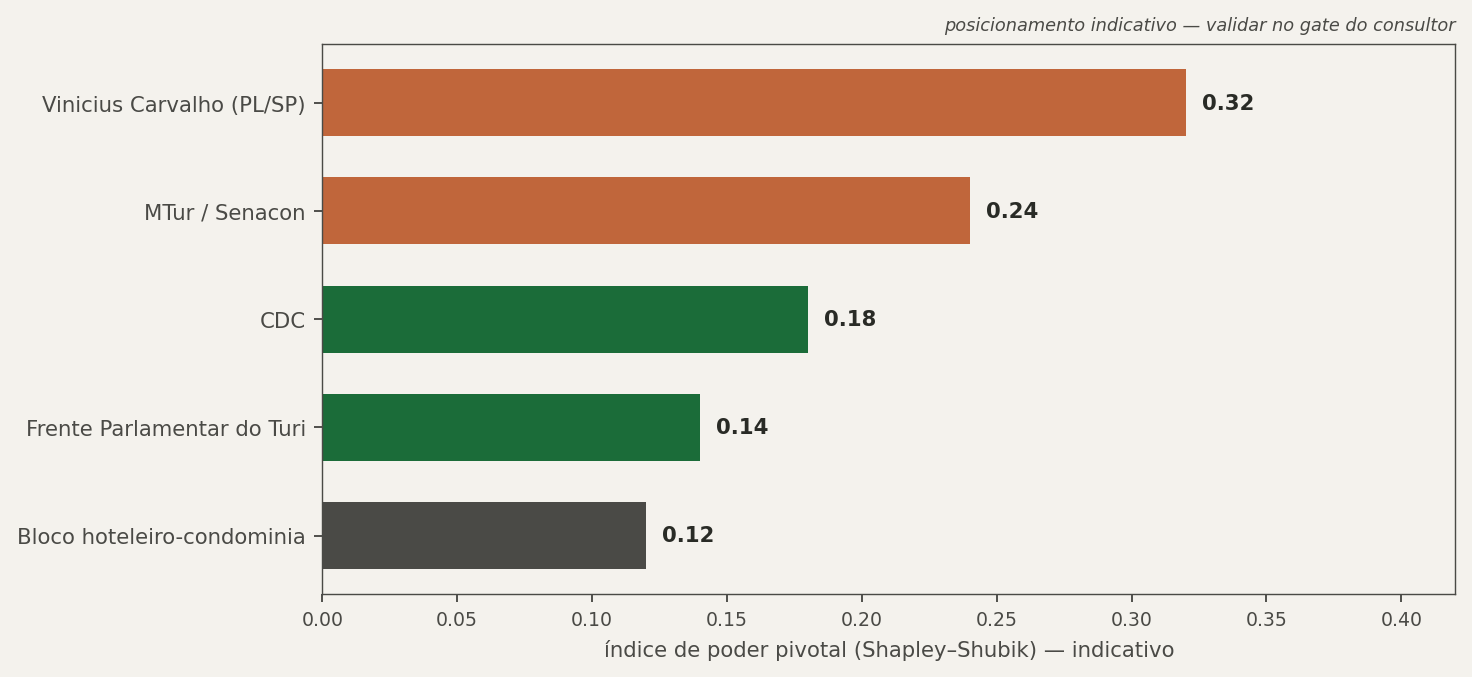 posicionamento indicativo — validar no gate do consultor
Vinicius Carvalho (PL/SP)
0.32
MTur / Senacon
0.24
CDC
0.18
Frente Parlamentar do Turi
0.14
Bloco hoteleiro-condominia
0.12
0.00 0.05 0.10 0.15 0.20 0.25 0.30 0.35 0.40
índice de poder pivotal (Shapley–Shubik) — indicativo